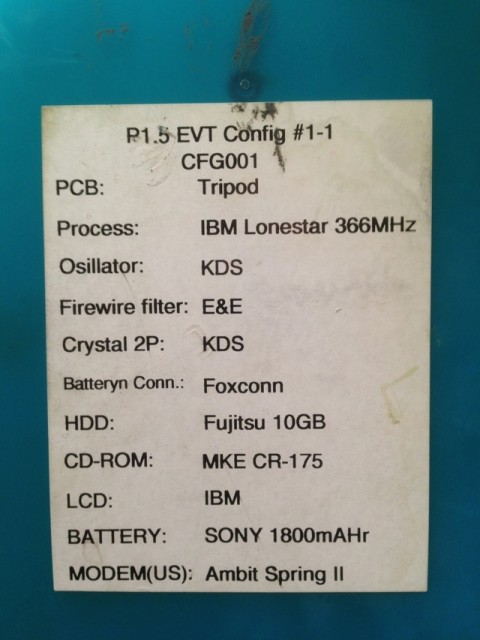 P1.5 EVT Config #1-1
CFG001
PCB: Tripod
Process: IBM Lonestar 366MHz
Osillator: KDS
Firewire filter: E&E
Crystal 2P: KDS
Batteryn Conn.: Foxconn
HDD: Fujitsu 10GB
CD-ROM: MKE CR-175
LCD: IBM
BATTERY: SONY 1800mAHr
MODEM(US): Ambit Spring II